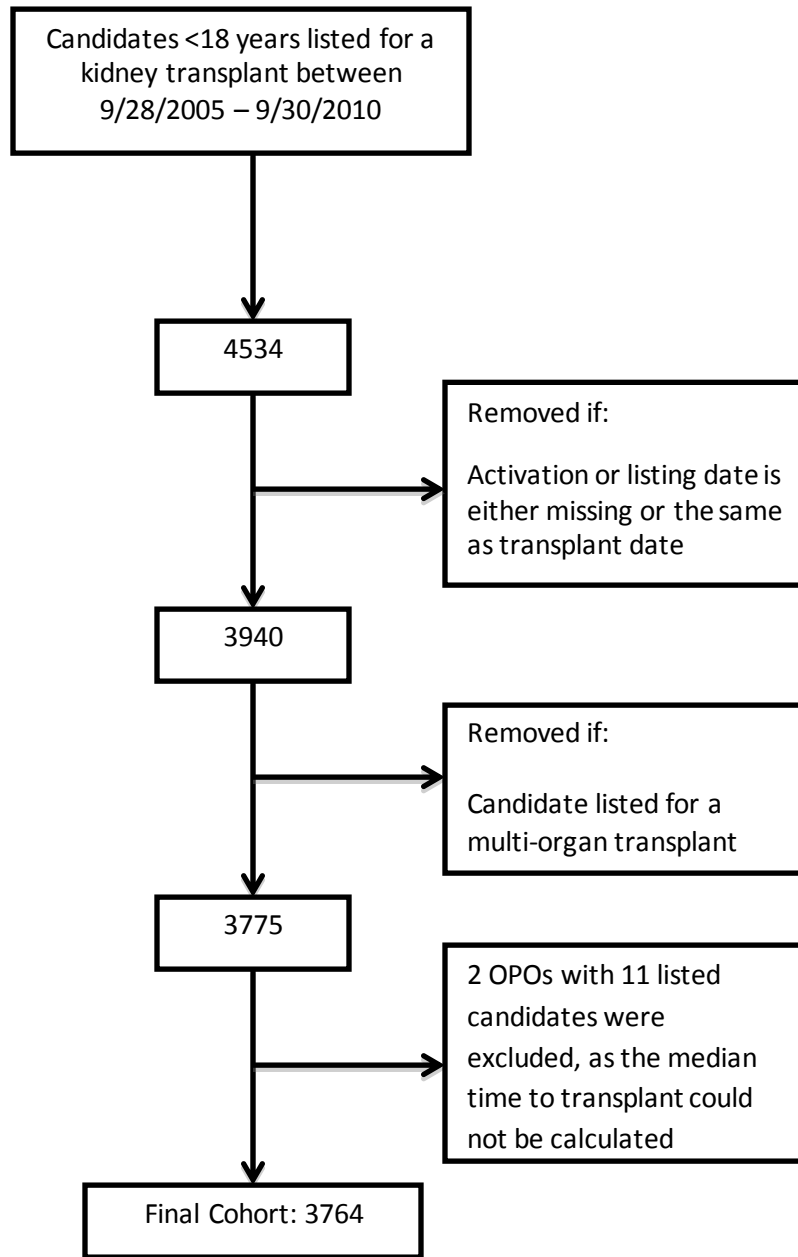 Candidates <18 years listed for a
kidney transplant between
9/28/2005 – 9/30/2010
4534
Removed if:
Activation or listing date is
either missing or the same
as transplant date
3940
Removed if:
Candidate listed for a
multi-organ transplant
3775
2 OPOs with 11 listed
candidates were
excluded, as the median
time to transplant could
not be calculated
Final Cohort: 3764